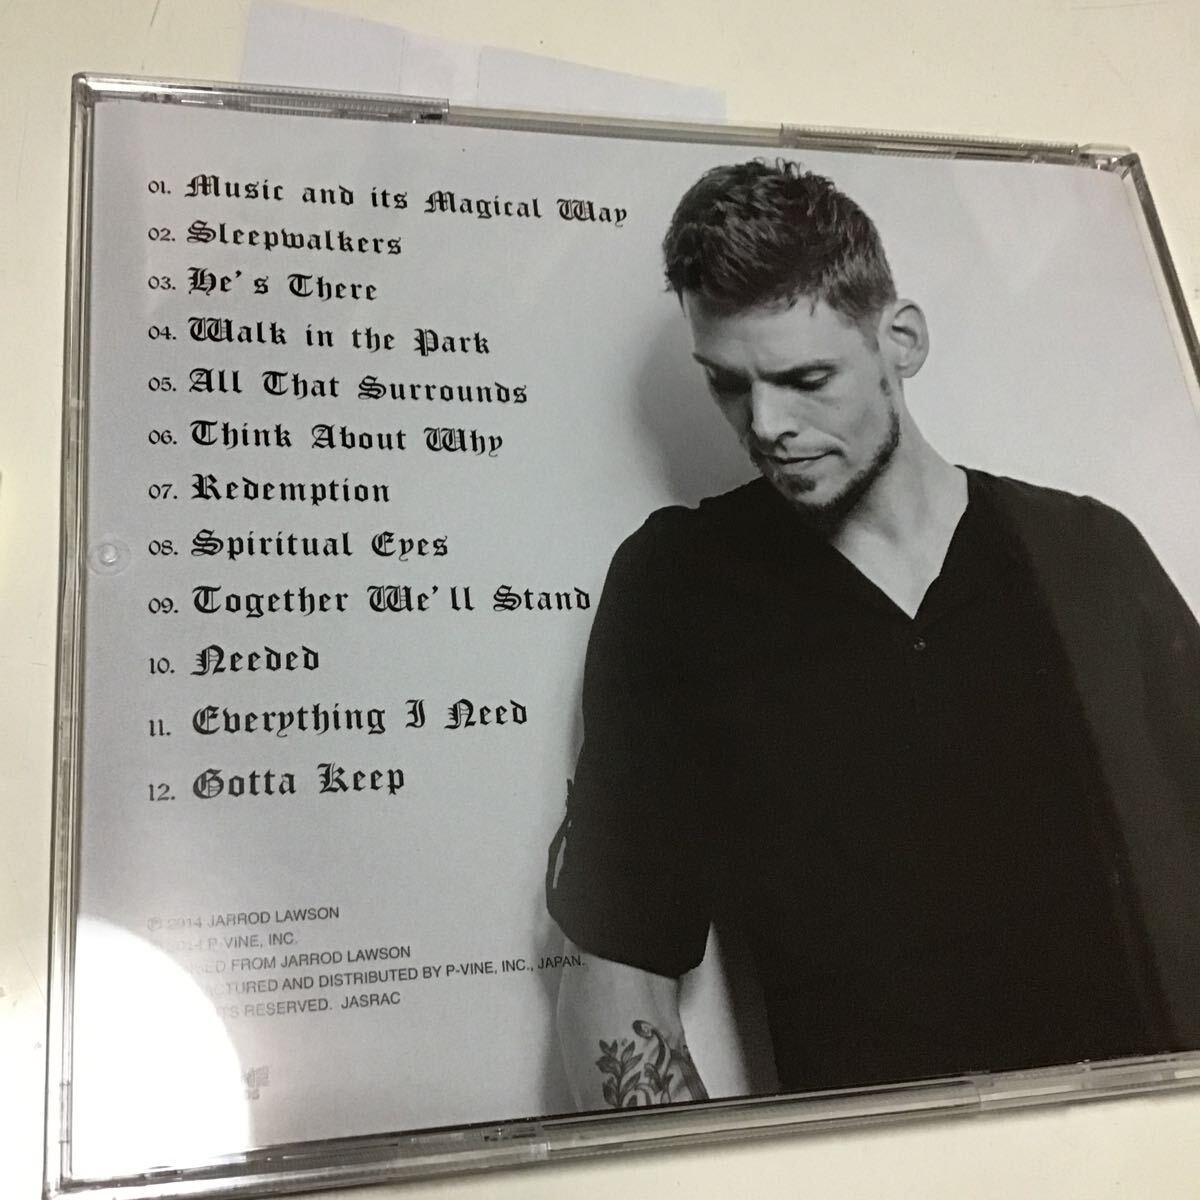 01. Music and its Magical Way
02. Sleepwalkers
03. He's There
04. Walk in the Park
05. All That Surrounds
06. Think About Why
07. Redemption
08. Spiritual Eyes
09. Together We'll Stand
10. Needed
11. Everything I Need
12. Gotta Keep
℗ 2014 JARROD LAWSON
2014 P-VINE, INC.
FROM JARROD LAWSON
AND DISTRIBUTED BY P-VINE, INC., JAPAN.
RESERVED. JASRAC